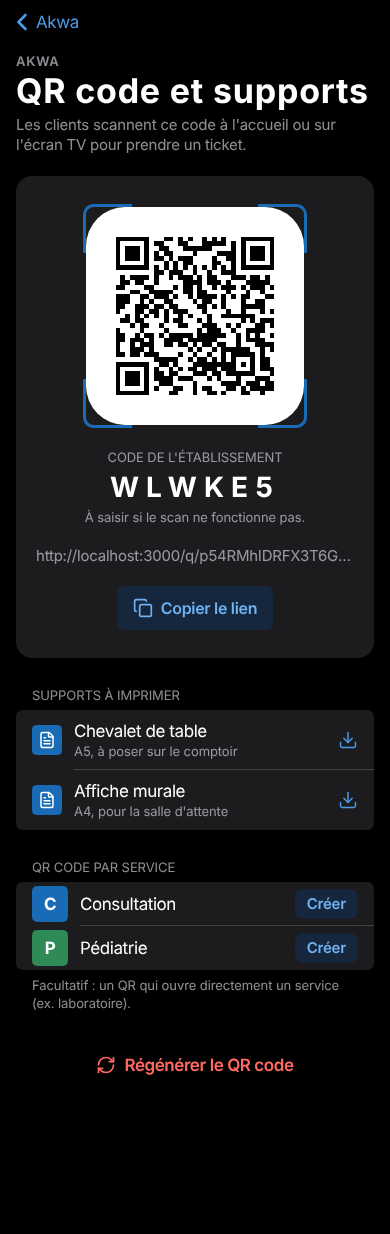 Akwa
AKWA
QR code et supports
Les clients scannent ce code à l'accueil ou sur
l'écran TV pour prendre un ticket.
CODE DE L'ÉTABLISSEMENT
WLWKE5
À saisir si le scan ne fonctionne pas.
http://localhost:3000/q/p54RMhIDRFX3T6G...
Copier le lien
SUPPORTS À IMPRIMER
Chevalet de table
A5, à poser sur le comptoir
Affiche murale
A4, pour la salle d'attente
QR CODE PAR SERVICE
C Consultation Créer
P Pédiatrie Créer
Facultatif : un QR qui ouvre directement un service
(ex. laboratoire).
Régénérer le QR code